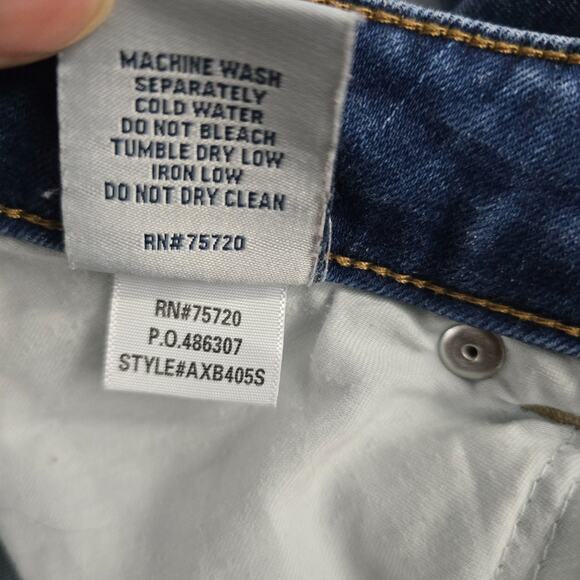 MACHINE WASH
SEPARATELY
COLD WATER
DO NOT BLEACH
TUMBLE DRY LOW
IRON LOW
DO NOT DRY CLEAN
RN#75720
RN#75720
P.O.486307
STYLE#AXB405S